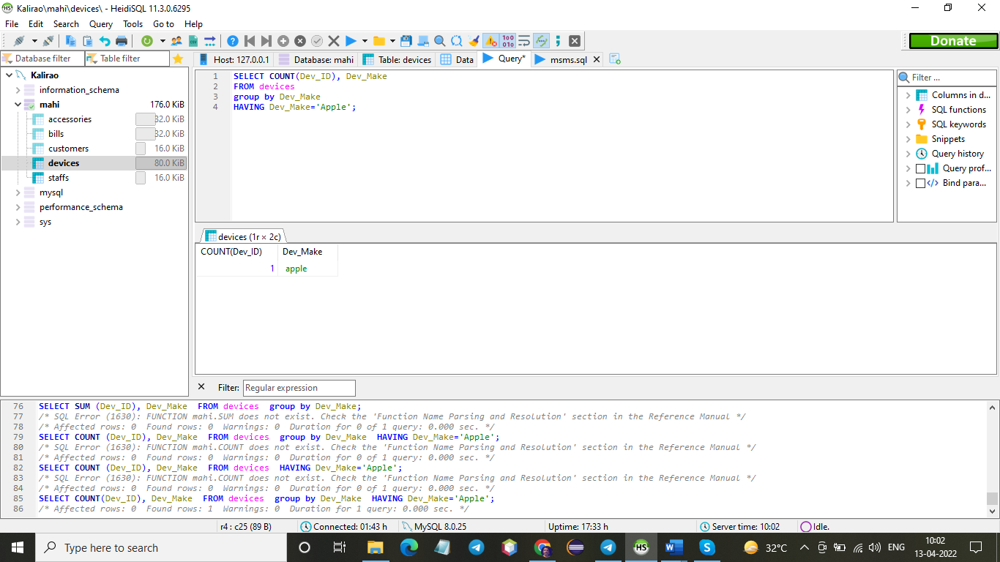 Kalirao\mahi\devices\ - HeidiSQL 11.3.0.6295
File Edit Search Query Tools Go to Help
Donate
Database filter Table filter
Host: 127.0.0.1 Database: mahi Table: devices Data Query* msms.sql
Kalirao
information_schema
mahi 176.0 KiB
accessories 32.0 KiB
bills 32.0 KiB
customers 16.0 KiB
devices 80.0 KiB
staffs 16.0 KiB
mysql
performance_schema
sys
1 SELECT COUNT(Dev_ID), Dev_Make
2 FROM devices
3 group by Dev_Make
4 HAVING Dev_Make='Apple';
Filter ...
Columns in d...
SQL functions
SQL keywords
Snippets
Query history
Query prof...
Bind para...
devices (1r × 2c)
COUNT(Dev_ID) Dev_Make
1 apple
Filter: Regular expression
76 SELECT SUM (Dev_ID), Dev_Make  FROM devices  group by Dev_Make;
77 /* SQL Error (1630): FUNCTION mahi.SUM does not exist. Check the 'Function Name Parsing and Resolution' section in the Reference Manual */
78 /* Affected rows: 0  Found rows: 0  Warnings: 0  Duration for 0 of 1 query: 0.000 sec. */
79 SELECT COUNT (Dev_ID), Dev_Make  FROM devices  group by Dev_Make  HAVING Dev_Make='Apple';
80 /* SQL Error (1630): FUNCTION mahi.COUNT does not exist. Check the 'Function Name Parsing and Resolution' section in the Reference Manual */
81 /* Affected rows: 0  Found rows: 0  Warnings: 0  Duration for 0 of 1 query: 0.000 sec. */
82 SELECT COUNT (Dev_ID), Dev_Make  FROM devices  HAVING Dev_Make='Apple';
83 /* SQL Error (1630): FUNCTION mahi.COUNT does not exist. Check the 'Function Name Parsing and Resolution' section in the Reference Manual */
84 /* Affected rows: 0  Found rows: 0  Warnings: 0  Duration for 0 of 1 query: 0.000 sec. */
85 SELECT COUNT(Dev_ID), Dev_Make  FROM devices  group by Dev_Make  HAVING Dev_Make='Apple';
86 /* Affected rows: 0  Found rows: 1  Warnings: 0  Duration for 1 query: 0.000 sec. */
r4 : c25 (89 B) Connected: 01:43 h MySQL 8.0.25 Uptime: 17:33 h Server time: 10:02 Idle.
Type here to search 32°C ENG 10:02
13-04-2022